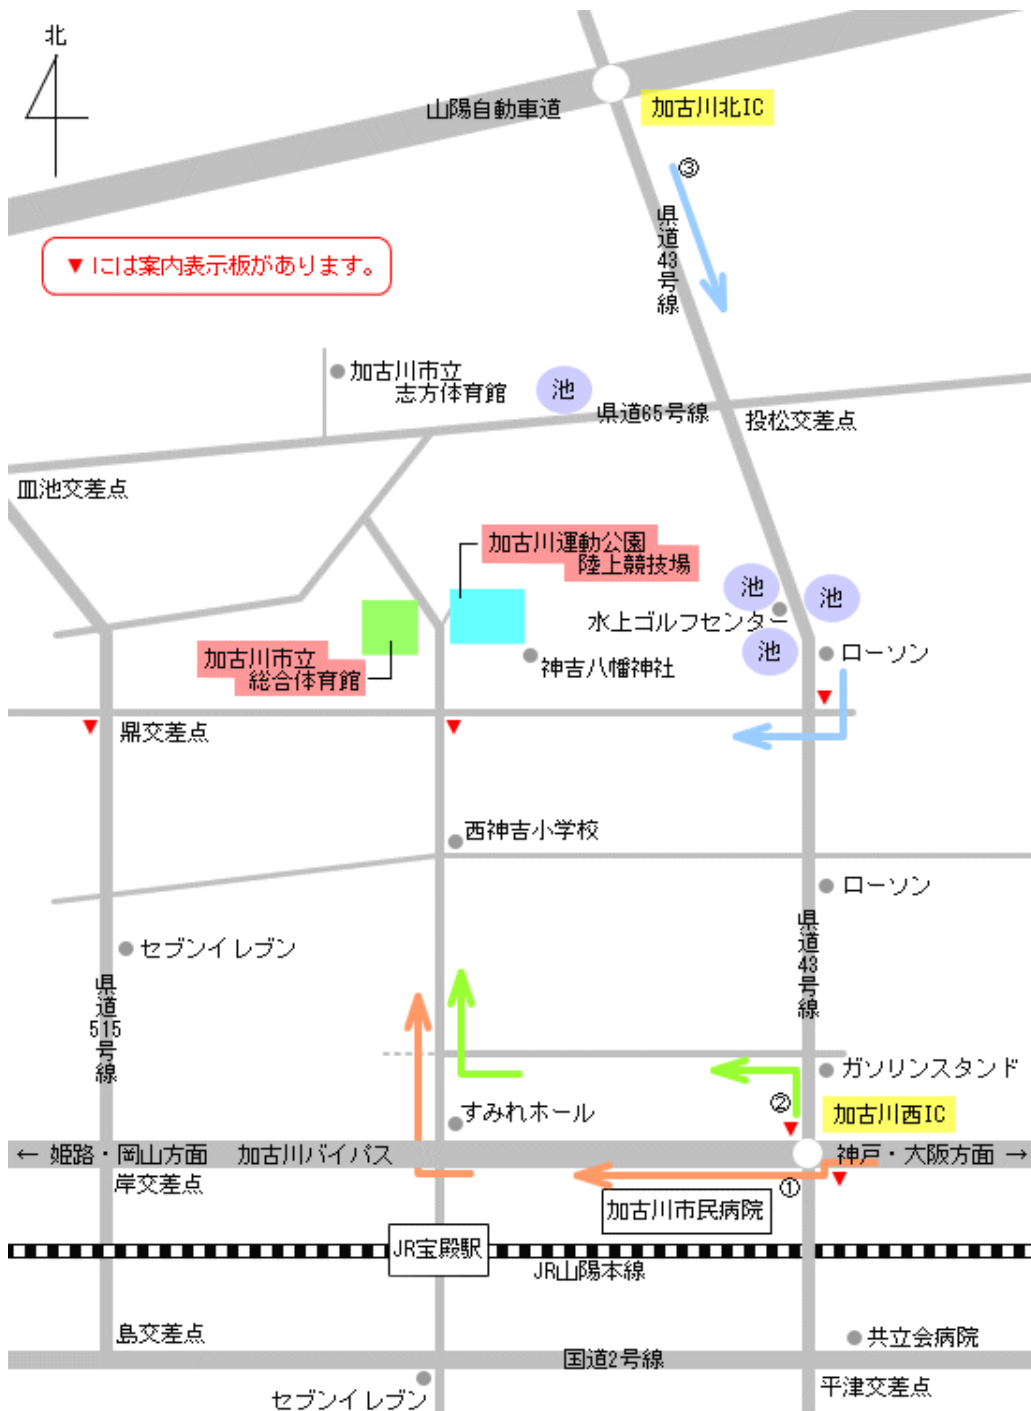 北
山陽自動車道
加古川北IC
③
県道43号線
▼には案内表示板があります。
加古川市立
志方体育館
池
県道65号線
投松交差点
皿池交差点
加古川運動公園
陸上競技場
池
池
水上ゴルフセンター
池
ローソン
加古川市立
総合体育館
神吉八幡神社
鼎交差点
西神吉小学校
ローソン
セブンイレブン
県道43号線
県道515号線
ガソリンスタンド
すみれホール
②
加古川西IC
← 姫路・岡山方面
加古川バイパス
神戸・大阪方面 →
岸交差点
①
加古川市民病院
JR宝殿駅
JR山陽本線
島交差点
共立会病院
国道2号線
平津交差点
セブンイレブン